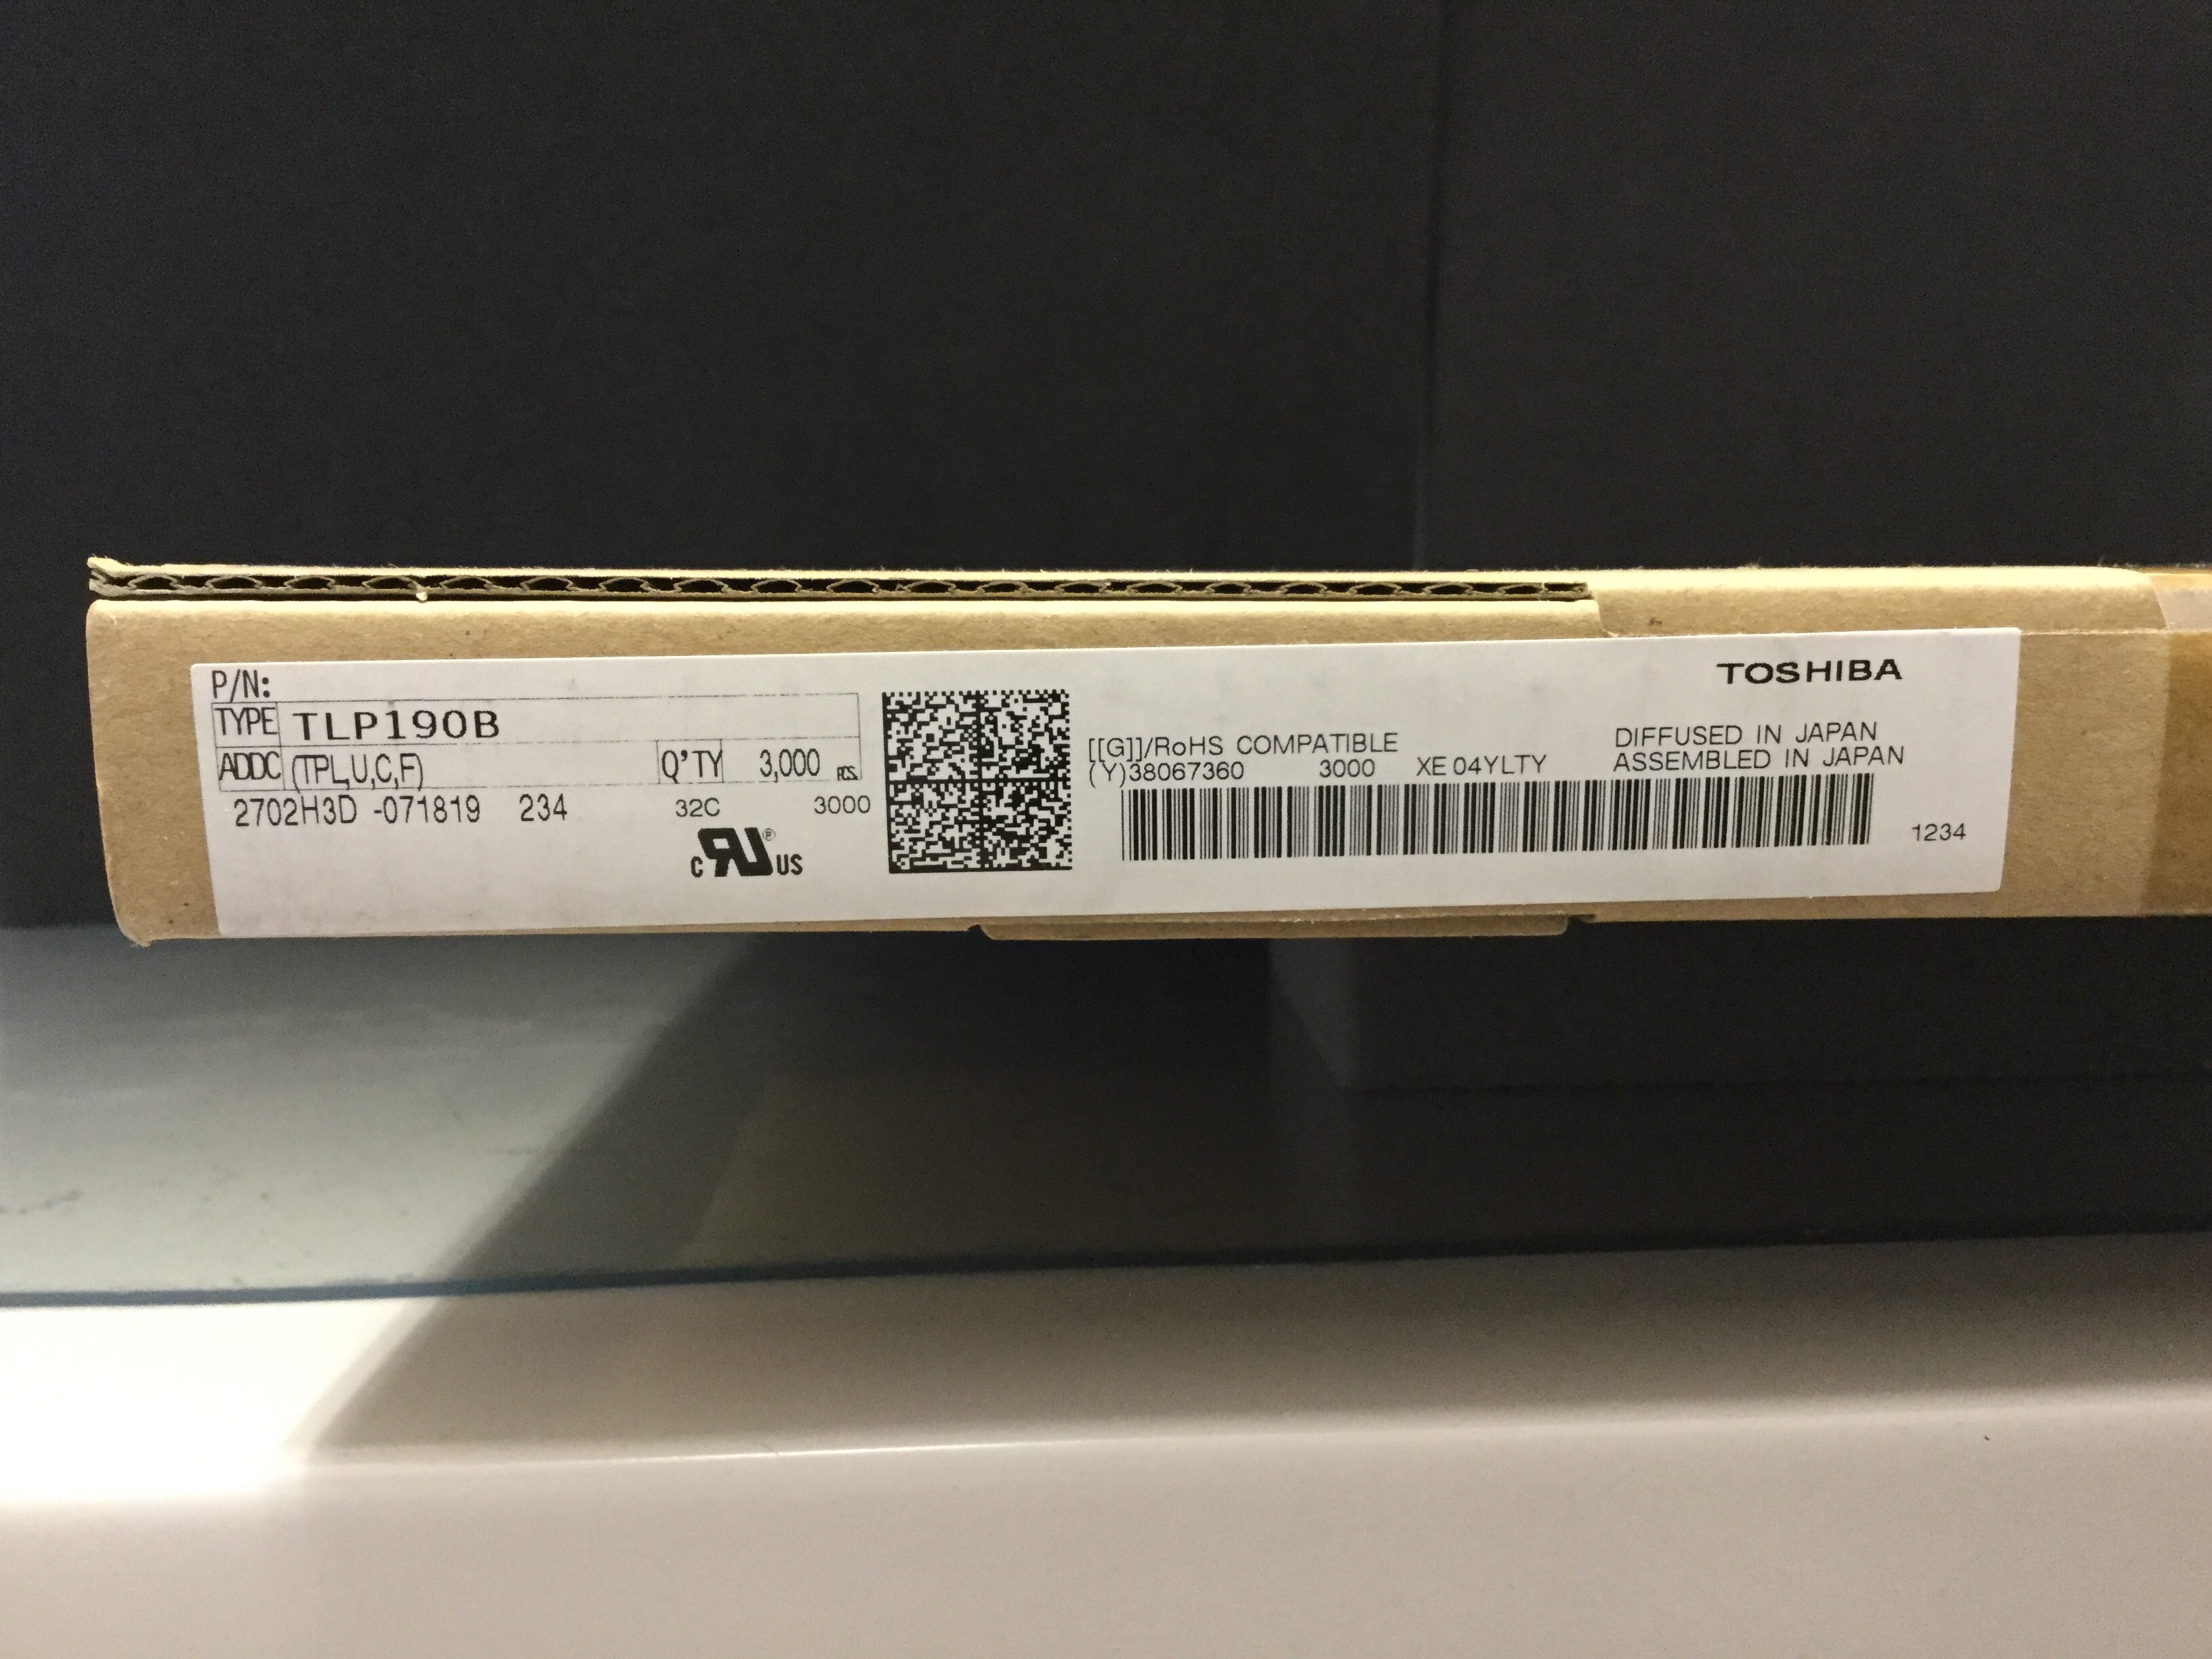 P/N:
TYPE TLP190B
ADDC (TPL,U,C,F) Q'TY 3,000 PCS
2702H3D -071819 234 32C 3000
c RU ® US
TOSHIBA
[[G]]/RoHS COMPATIBLE DIFFUSED IN JAPAN
(Y)38067360 3000 XE 04YLTY ASSEMBLED IN JAPAN
1234